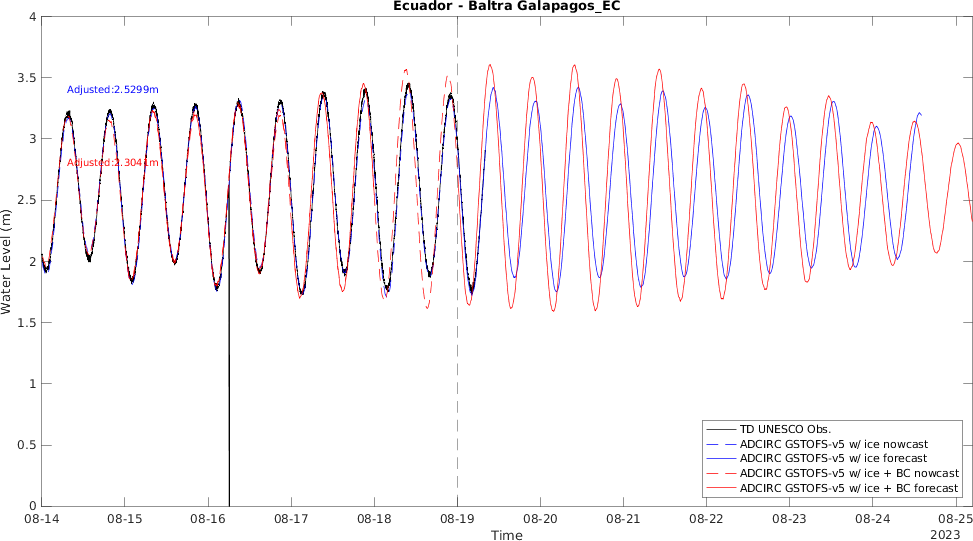 Ecuador - Baltra Galapagos_EC
4
3.5
3
2.5
2
1.5
1
0.5
0
Water Level (m)
Adjusted:2.5299m
Adjusted:2.3041m
TD UNESCO Obs.
ADCIRC GSTOFS-v5 w/ ice nowcast
ADCIRC GSTOFS-v5 w/ ice forecast
ADCIRC GSTOFS-v5 w/ ice + BC nowcast
ADCIRC GSTOFS-v5 w/ ice + BC forecast
08-14 08-15 08-16 08-17 08-18 08-19 08-20 08-21 08-22 08-23 08-24 08-25
Time
2023